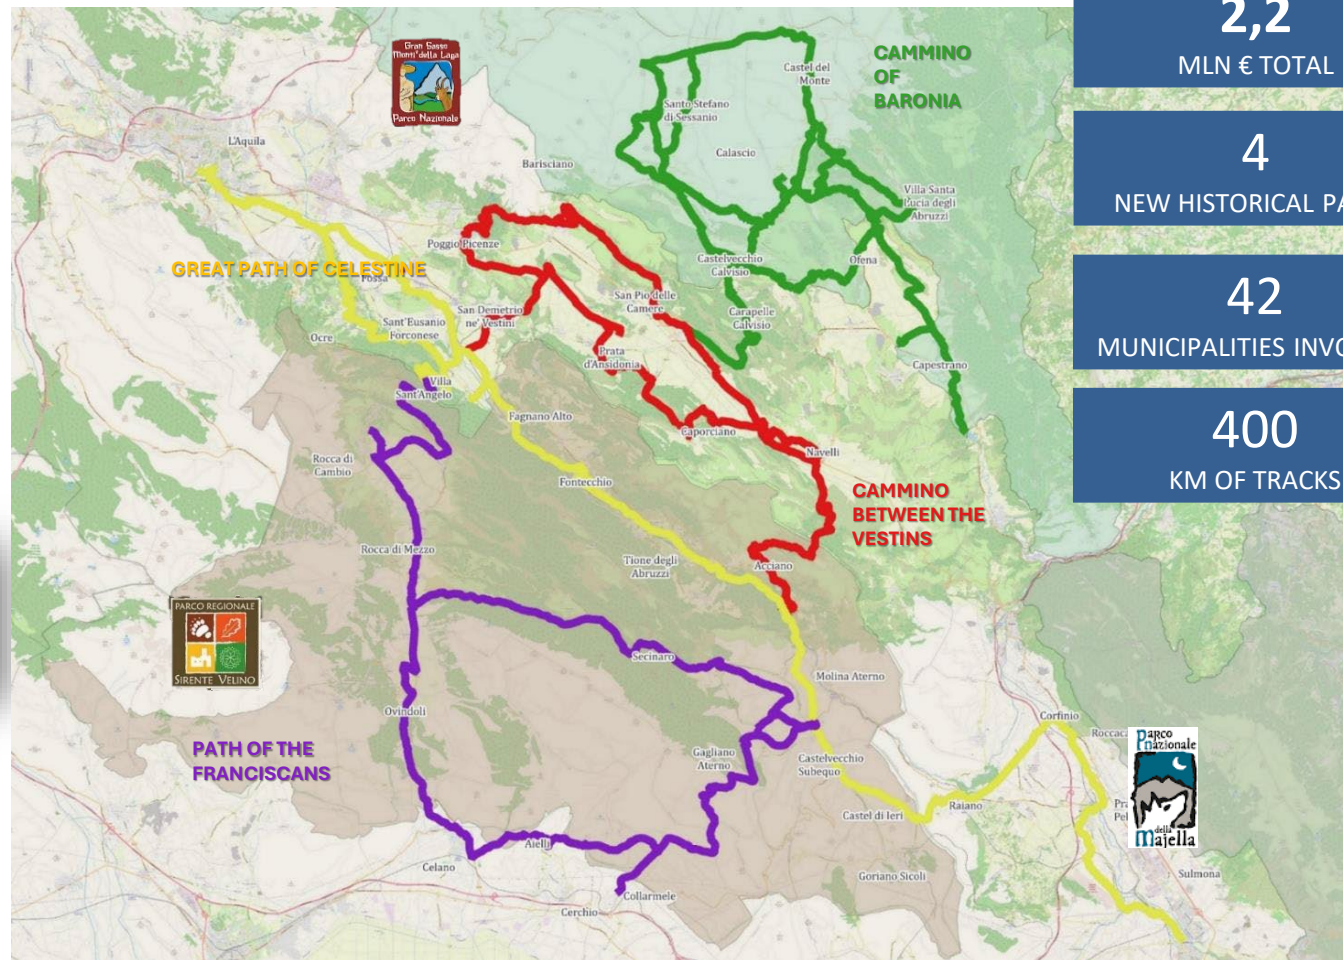 2,2
MLN € TOTAL
4
NEW HISTORICAL PA
42
MUNICIPALITIES INVO
400
KM OF TRACKS
Gran Sasso
Monti della Laga
Parco Nazionale
CAMMINO
OF
BARONIA
Castel del
Monte
Santo Stefano
di Sessanio
L'Aquila
Barisciano
Calascio
Villa Santa
Lucia degli
Abruzzi
Poggio Picenze
GREAT PATH OF CELESTINE
Fossa
Castelvecchio
Calvisio
Ofena
San Pio delle
Camere
San Demetrio
ne' Vestini
Carapelle
Calvisio
Sant'Eusanio
Forconese
Ocre
Prata
d'Ansidonia
Capestrano
Villa
Sant'Angelo
Fagnano Alto
Caporciano
Navelli
Rocca di
Cambio
Fontecchio
CAMMINO
BETWEEN THE
VESTINS
Rocca di Mezzo
Tione degli
Abruzzi
Acciano
PARCO REGIONALE
SIRENTE VELINO
Secinaro
Molina Aterno
Ovindoli
Corfinio
Roccac
Parco
Nazionale
della
Majella
PATH OF THE
FRANCISCANS
Gagliano
Aterno
Castelvecchio
Subequo
Castel di Ieri
Raiano
Pra
Pel
Aielli
Celano
Goriano Sicoli
Sulmona
Collarmele
Cerchio